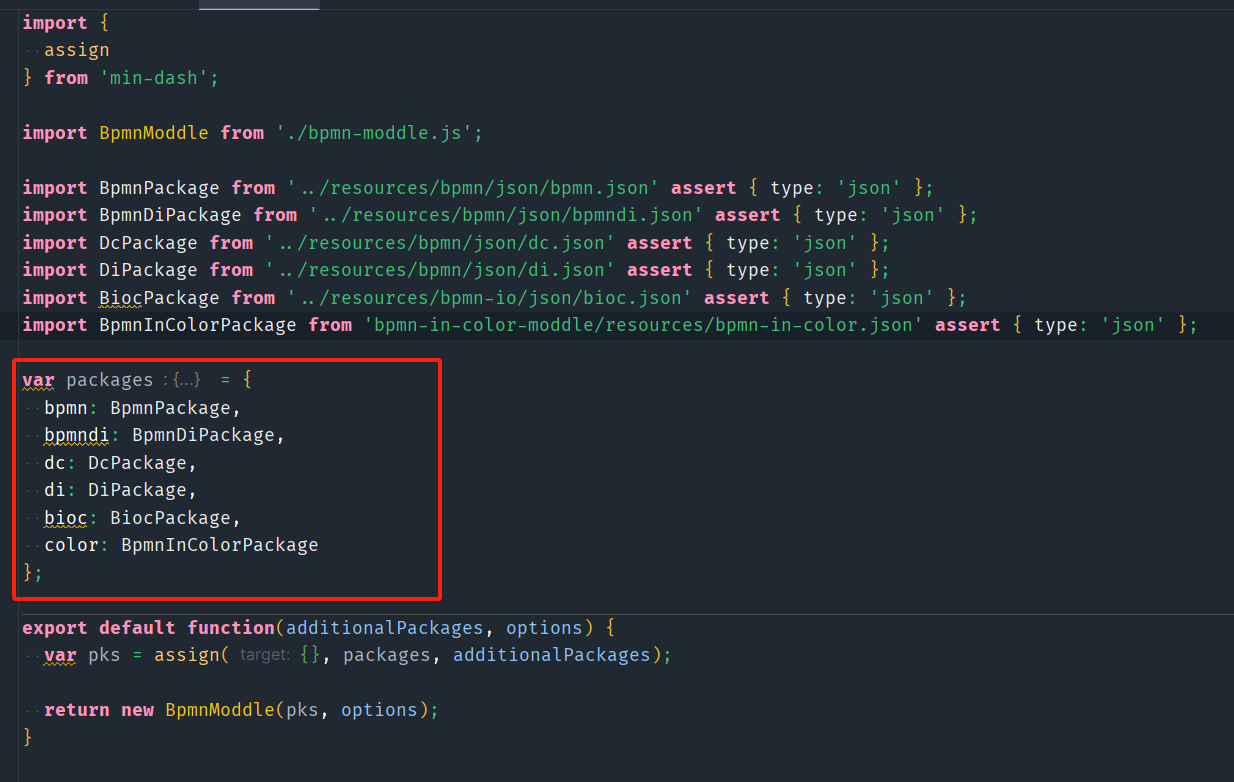 import {
  assign
} from 'min-dash';
import BpmnModdle from './bpmn-moddle.js';
import BpmnPackage from '../resources/bpmn/json/bpmn.json' assert { type: 'json' };
import BpmnDiPackage from '../resources/bpmn/json/bpmndi.json' assert { type: 'json' };
import DcPackage from '../resources/bpmn/json/dc.json' assert { type: 'json' };
import DiPackage from '../resources/bpmn/json/di.json' assert { type: 'json' };
import BiocPackage from '../resources/bpmn-io/json/bioc.json' assert { type: 'json' };
import BpmnInColorPackage from 'bpmn-in-color-moddle/resources/bpmn-in-color.json' assert { type: 'json' };
var packages :{...} = {
  bpmn: BpmnPackage,
  bpmndi: BpmnDiPackage,
  dc: DcPackage,
  di: DiPackage,
  bioc: BiocPackage,
  color: BpmnInColorPackage
};
export default function(additionalPackages, options) {
  var pks = assign( target: {}, packages, additionalPackages);
  return new BpmnModdle(pks, options);
}